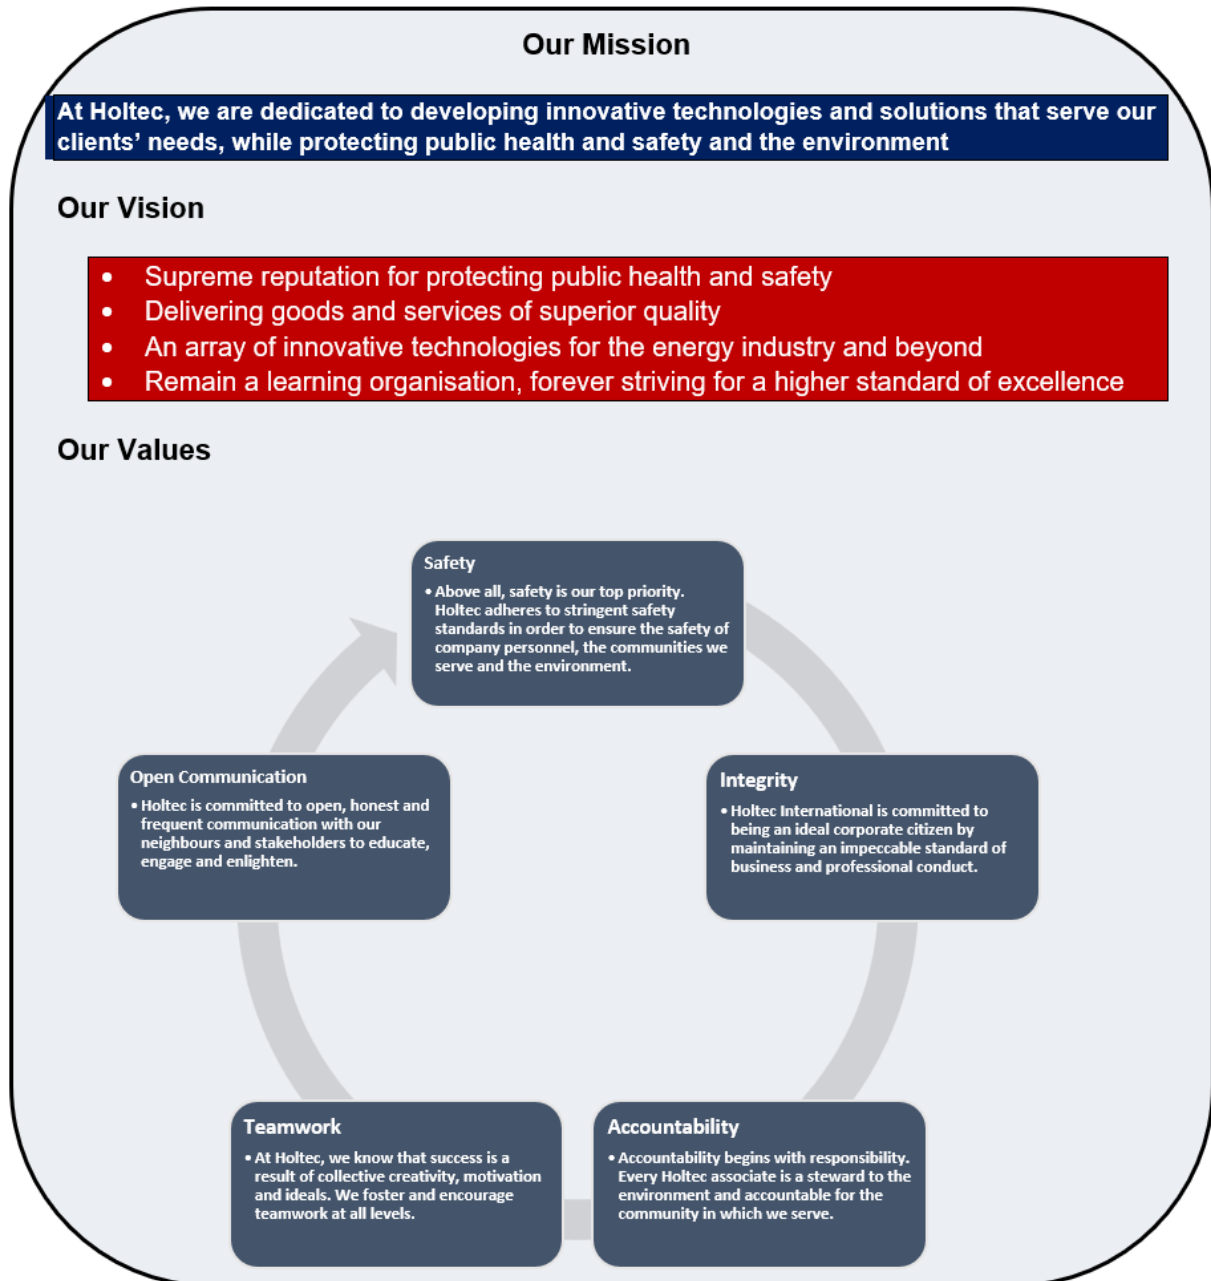 Our Mission
At Holtec, we are dedicated to developing innovative technologies and solutions that serve our
clients’ needs, while protecting public health and safety and the environment
Our Vision
• Supreme reputation for protecting public health and safety
• Delivering goods and services of superior quality
• An array of innovative technologies for the energy industry and beyond
• Remain a learning organisation, forever striving for a higher standard of excellence
Our Values
Safety
• Above all, safety is our top priority.
Holtec adheres to stringent safety
standards in order to ensure the safety of
company personnel, the communities we
serve and the environment.
Integrity
• Holtec International is committed to
being an ideal corporate citizen by
maintaining an impeccable standard of
business and professional conduct.
Accountability
• Accountability begins with responsibility.
Every Holtec associate is a steward to the
environment and accountable for the
community in which we serve.
Teamwork
• At Holtec, we know that success is a
result of collective creativity, motivation
and ideals. We foster and encourage
teamwork at all levels.
Open Communication
• Holtec is committed to open, honest and
frequent communication with our
neighbours and stakeholders to educate,
engage and enlighten.